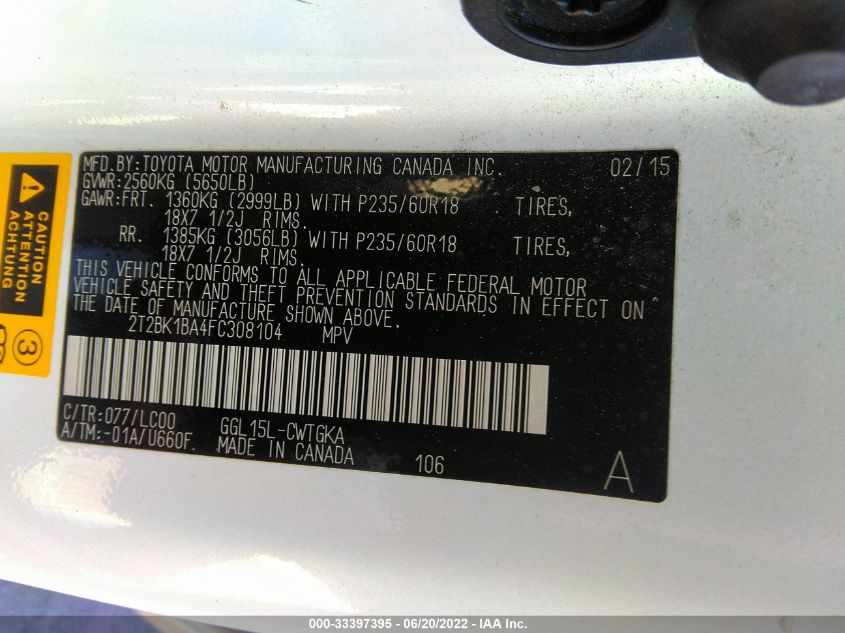 MFD.BY:TOYOTA MOTOR MANUFACTURING CANADA INC. 02/15
GVWR:2560KG (5650LB)
GAWR:FRT. 1360KG (2999LB) WITH P235/60R18 TIRES,
18X7 1/2J RIMS.
RR. 1385KG (3056LB) WITH P235/60R18 TIRES,
18X7 1/2J RIMS.
THIS VEHICLE CONFORMS TO ALL APPLICABLE FEDERAL MOTOR
VEHICLE SAFETY AND THEFT PREVENTION STANDARDS IN EFFECT ON
THE DATE OF MANUFACTURE SHOWN ABOVE.
2T2BK1BA4FC308104 MPV
C/TR:077/LC00 GGL15L-CWTGKA
A/TM:-01A/U660F. MADE IN CANADA 106 A
CAUTION
ATTENTION
ACHTUNG
3
000-33397395 - 06/20/2022 - IAA Inc.